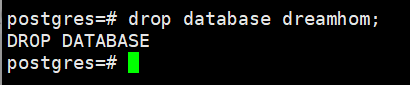 postgres=# drop database dreamhom;
DROP DATABASE
postgres=#